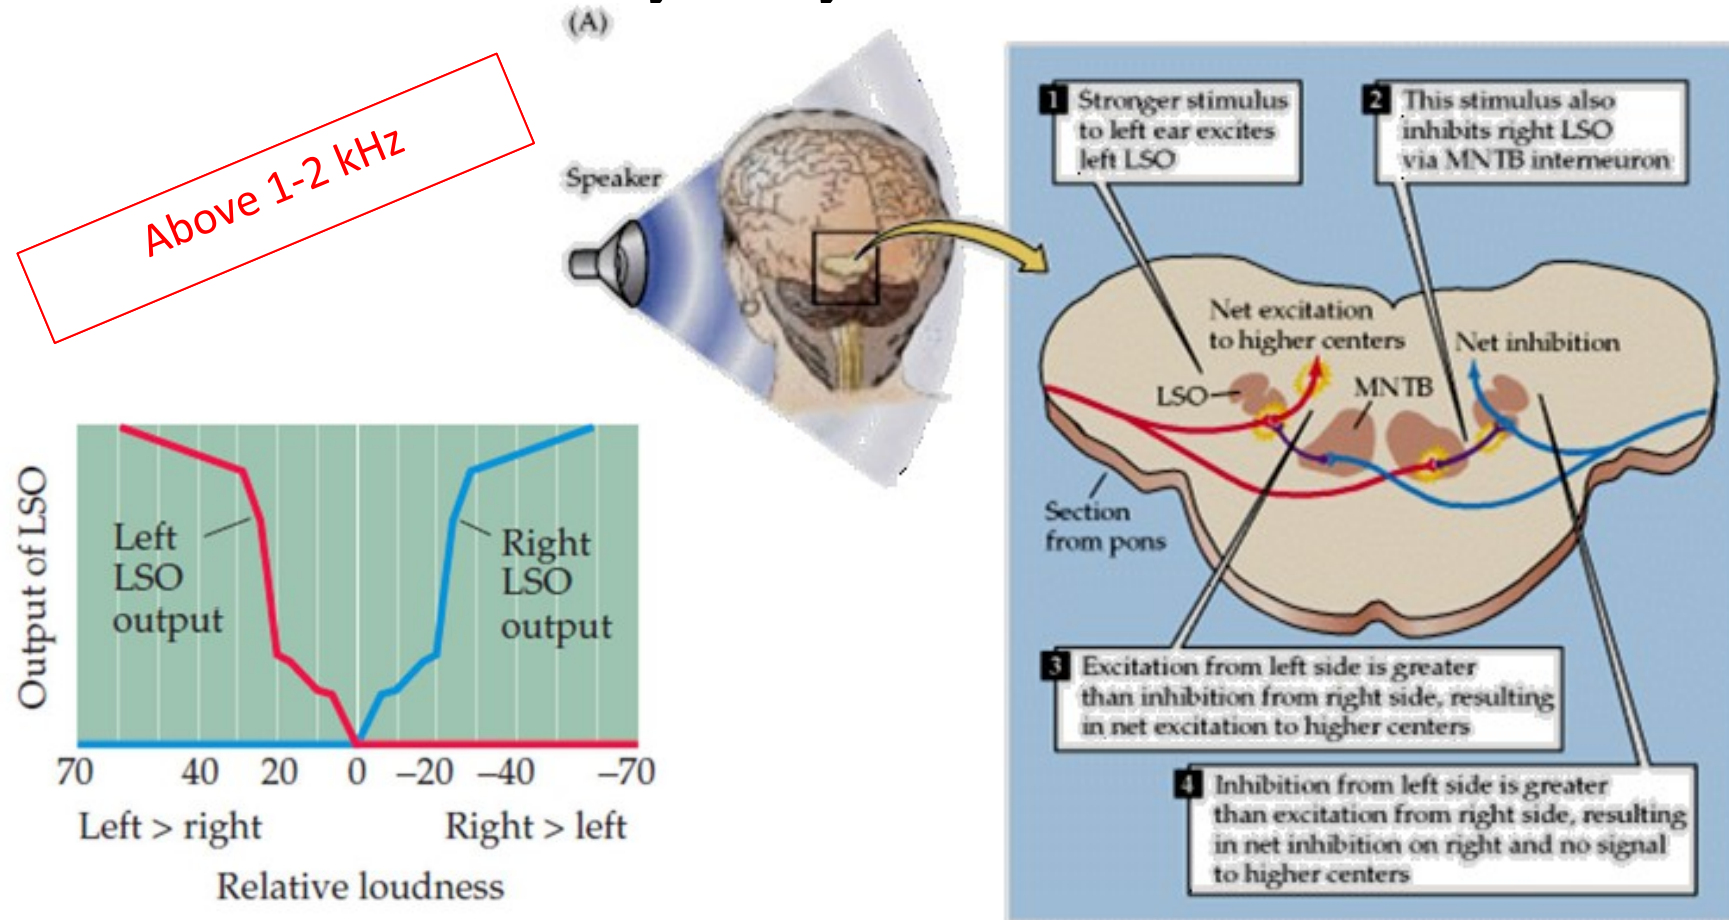 (A)
Above 1-2 kHz
Speaker
1 Stronger stimulus
to left ear excites
left LSO
2 This stimulus also
inhibits right LSO
via MNTB interneuron
Net excitation
to higher centers
Net inhibition
LSO
MNTB
Section
from pons
3 Excitation from left side is greater
than inhibition from right side, resulting
in net excitation to higher centers
4 Inhibition from left side is greater
than excitation from right side, resulting
in net inhibition on right and no signal
to higher centers
Output of LSO
Left
LSO
output
Right
LSO
output
70 40 20 0 –20 –40 –70
Left > right
Right > left
Relative loudness